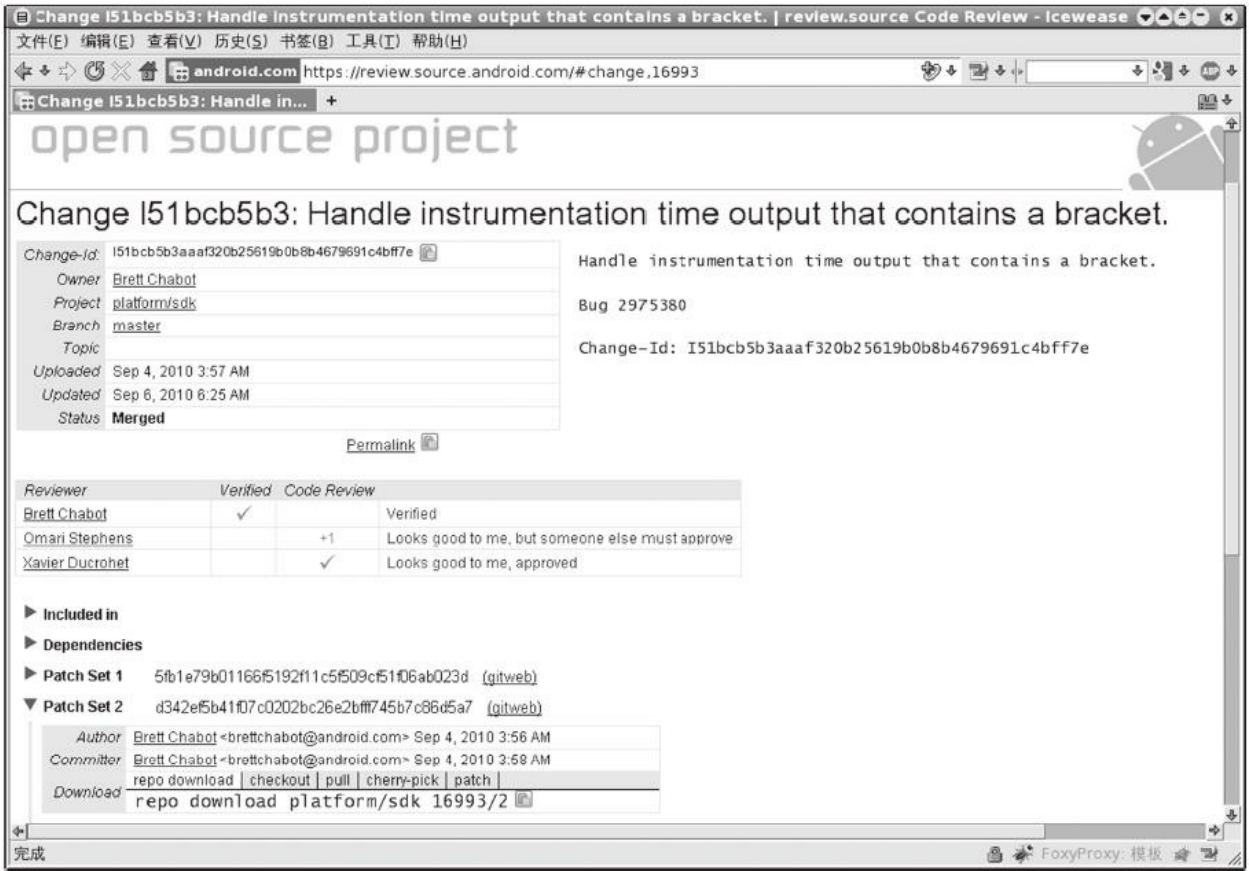 Change I51bcb5b3: Handle instrumentation time output that contains a bracket. | review.source Code Review - Icewease
文件(F) 编辑(E) 查看(V) 历史(S) 书签(B) 工具(T) 帮助(H)
android.com https://review.source.android.com/#change,16993
Change I51bcb5b3: Handle in... +
open source project
Change I51bcb5b3: Handle instrumentation time output that contains a bracket.
Change-Id: I51bcb5b3aaaf320b25619b0b8b4679691c4bff7e
Owner Brett Chabot
Project platform/sdk
Branch master
Topic
Uploaded Sep 4, 2010 3:57 AM
Updated Sep 6, 2010 6:25 AM
Status Merged
Permalink
Handle instrumentation time output that contains a bracket.
Bug 2975380
Change-Id: I51bcb5b3aaaf320b25619b0b8b4679691c4bff7e
Reviewer Verified Code Review
Brett Chabot ✓ Verified
Omari Stephens +1 Looks good to me, but someone else must approve
Xavier Ducrohet ✓ Looks good to me, approved
Included in
Dependencies
Patch Set 1 5fb1e79b01166f5192f11c5f509cf51f06ab023d (gitweb)
Patch Set 2 d342ef5b41f07c0202bc26e2bfff745b7c86d5a7 (gitweb)
Author Brett Chabot <brettchabot@android.com> Sep 4, 2010 3:56 AM
Committer Brett Chabot <brettchabot@android.com> Sep 4, 2010 3:58 AM
Download repo download | checkout | pull | cherry-pick | patch |
repo download platform/sdk 16993/2
完成 FoxyProxy: 模板